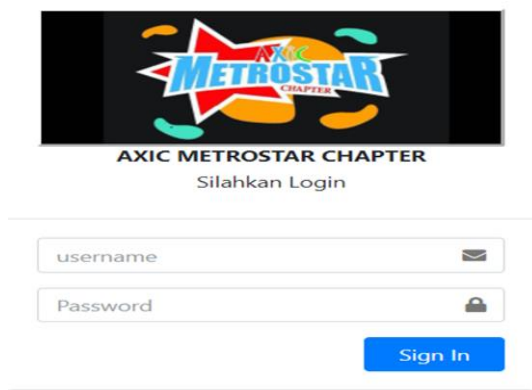 AXIC
METROSTAR
CHAPTER
AXIC METROSTAR CHAPTER
Silahkan Login
username
Password
Sign In